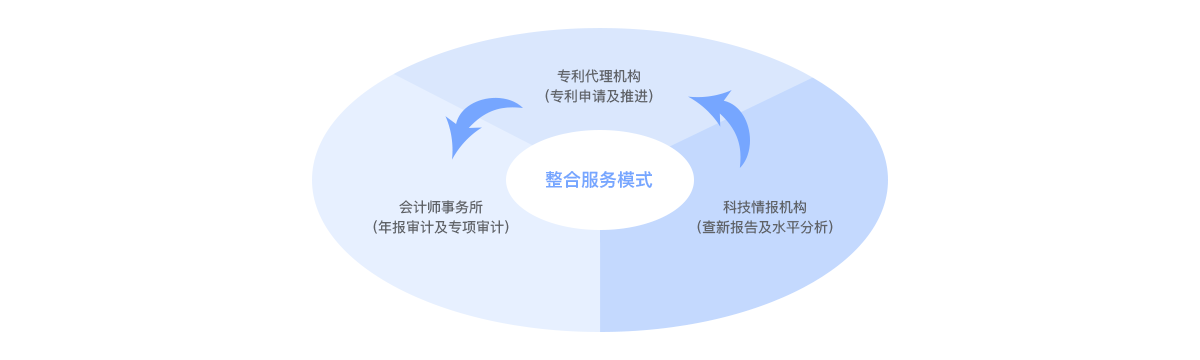 专利代理机构
(专利申请及推进)
整合服务模式
会计师事务所
(年报审计及专项审计)
科技情报机构
(查新报告及水平分析)